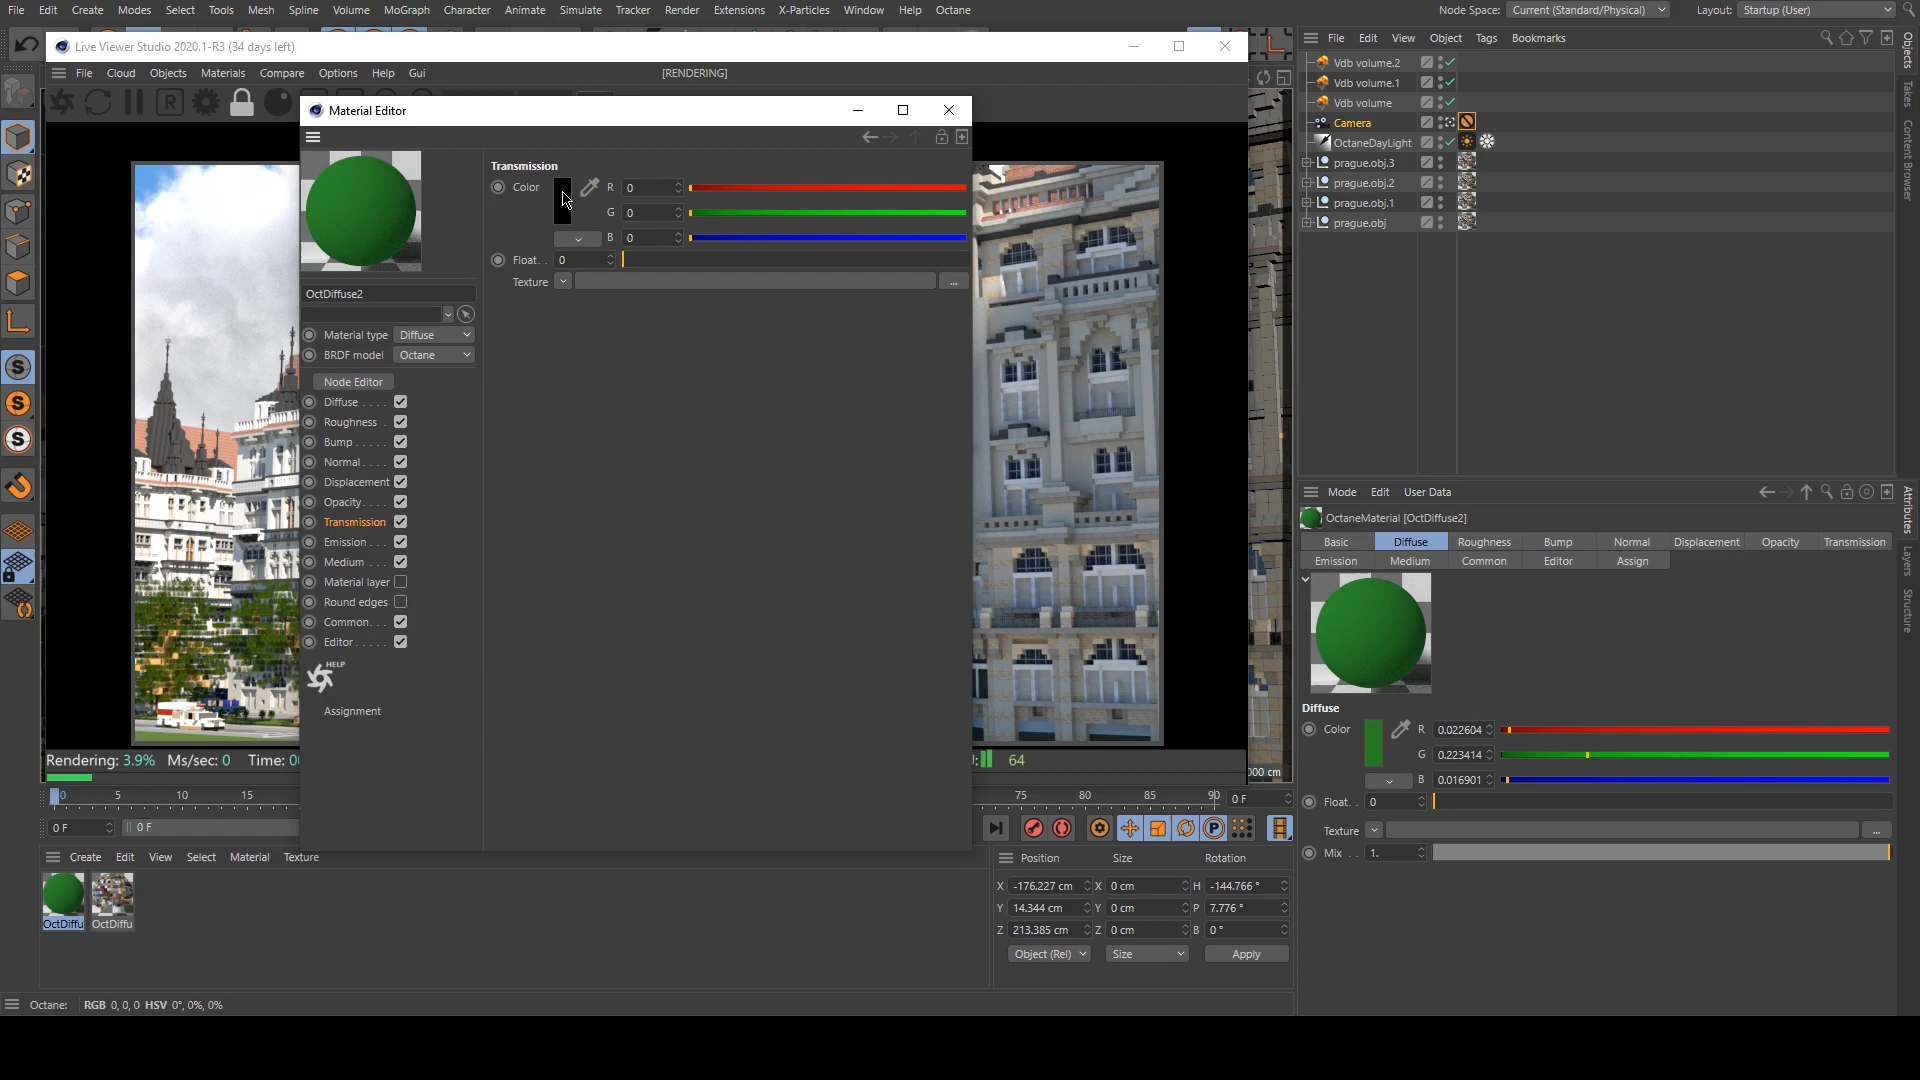 File Edit Create Modes Select Tools Mesh Spline Volume MoGraph Character Animate Simulate Tracker Render Extensions X-Particles Window Help Octane
Node Space: Current (Standard/Physical) Layout: Startup (User)
Live Viewer Studio 2020.1-R3 (34 days left)
File Cloud Objects Materials Compare Options Help Gui [RENDERING]
Material Editor
Transmission
Color R 0
G 0
B 0
Float. . 0
Texture ...
OctDiffuse2
Material type Diffuse
BRDF model Octane
Node Editor
Diffuse . . . .
Roughness .
Bump . . . . .
Normal . . . .
Displacement
Opacity. . . .
Transmission
Emission . . .
Medium . . .
Material layer
Round edges
Common. . .
Editor . . . . .
HELP
Assignment
Rendering: 3.9% Ms/sec: 0 64
000 cm
0 5 10 15 75 80 85 90 0 F
0 F 0 F
Create Edit View Select Material Texture
OctDiffu OctDiffu
Position Size Rotation
X -176.227 cm X 0 cm H -144.766 °
Y 14.344 cm Y 0 cm P 7.776 °
Z 213.385 cm Z 0 cm B 0 °
Object (Rel) Size Apply
Octane: RGB 0, 0, 0 HSV 0°, 0%, 0%
File Edit View Object Tags Bookmarks
Vdb volume.2
Vdb volume.1
Vdb volume
Camera
OctaneDayLight
prague.obj.3
prague.obj.2
prague.obj.1
prague.obj
Objects
Takes
Content Browser
Mode Edit User Data
OctaneMaterial [OctDiffuse2]
Basic Diffuse Roughness Bump Normal Displacement Opacity Transmission
Emission Medium Common Editor Assign
Diffuse
Color R 0.022604
G 0.223414
B 0.016901
Float. . 0
Texture ...
Mix . . 1.
Attributes
Layers
Structure